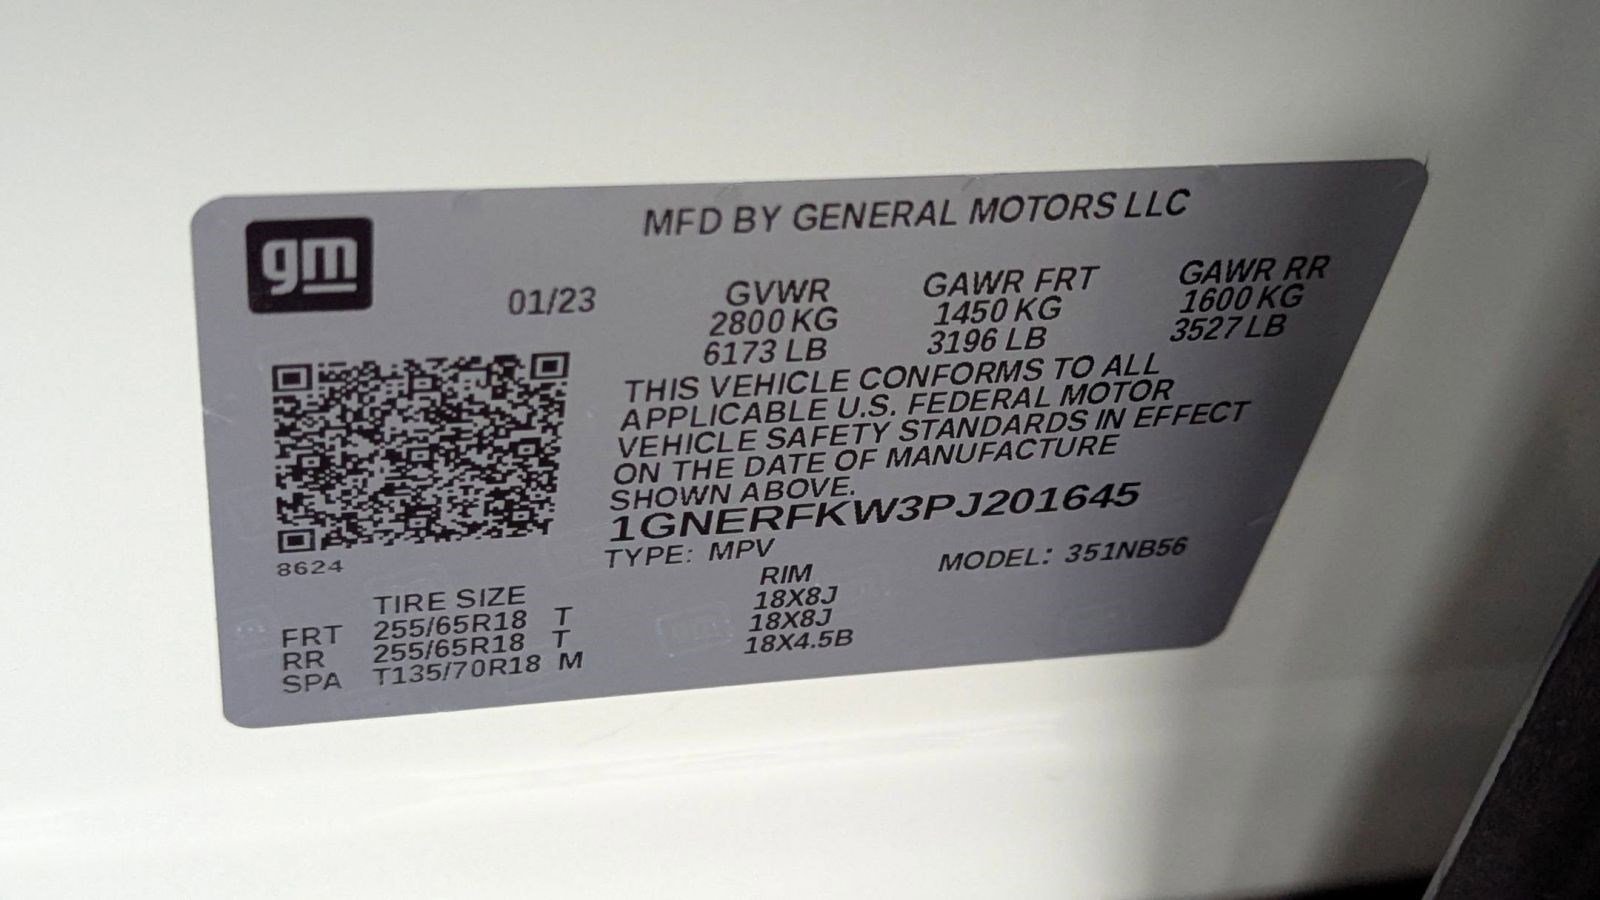 gm
MFD BY GENERAL MOTORS LLC
01/23
GVWR GAWR FRT GAWR RR
2800 KG 1450 KG 1600 KG
6173 LB 3196 LB 3527 LB
THIS VEHICLE CONFORMS TO ALL
APPLICABLE U.S. FEDERAL MOTOR
VEHICLE SAFETY STANDARDS IN EFFECT
ON THE DATE OF MANUFACTURE
SHOWN ABOVE.
1GNERFKW3PJ201645
TYPE: MPV MODEL: 351NB56
8624
TIRE SIZE RIM
FRT 255/65R18 T 18X8J
RR 255/65R18 T 18X8J
SPA T135/70R18 M 18X4.5B